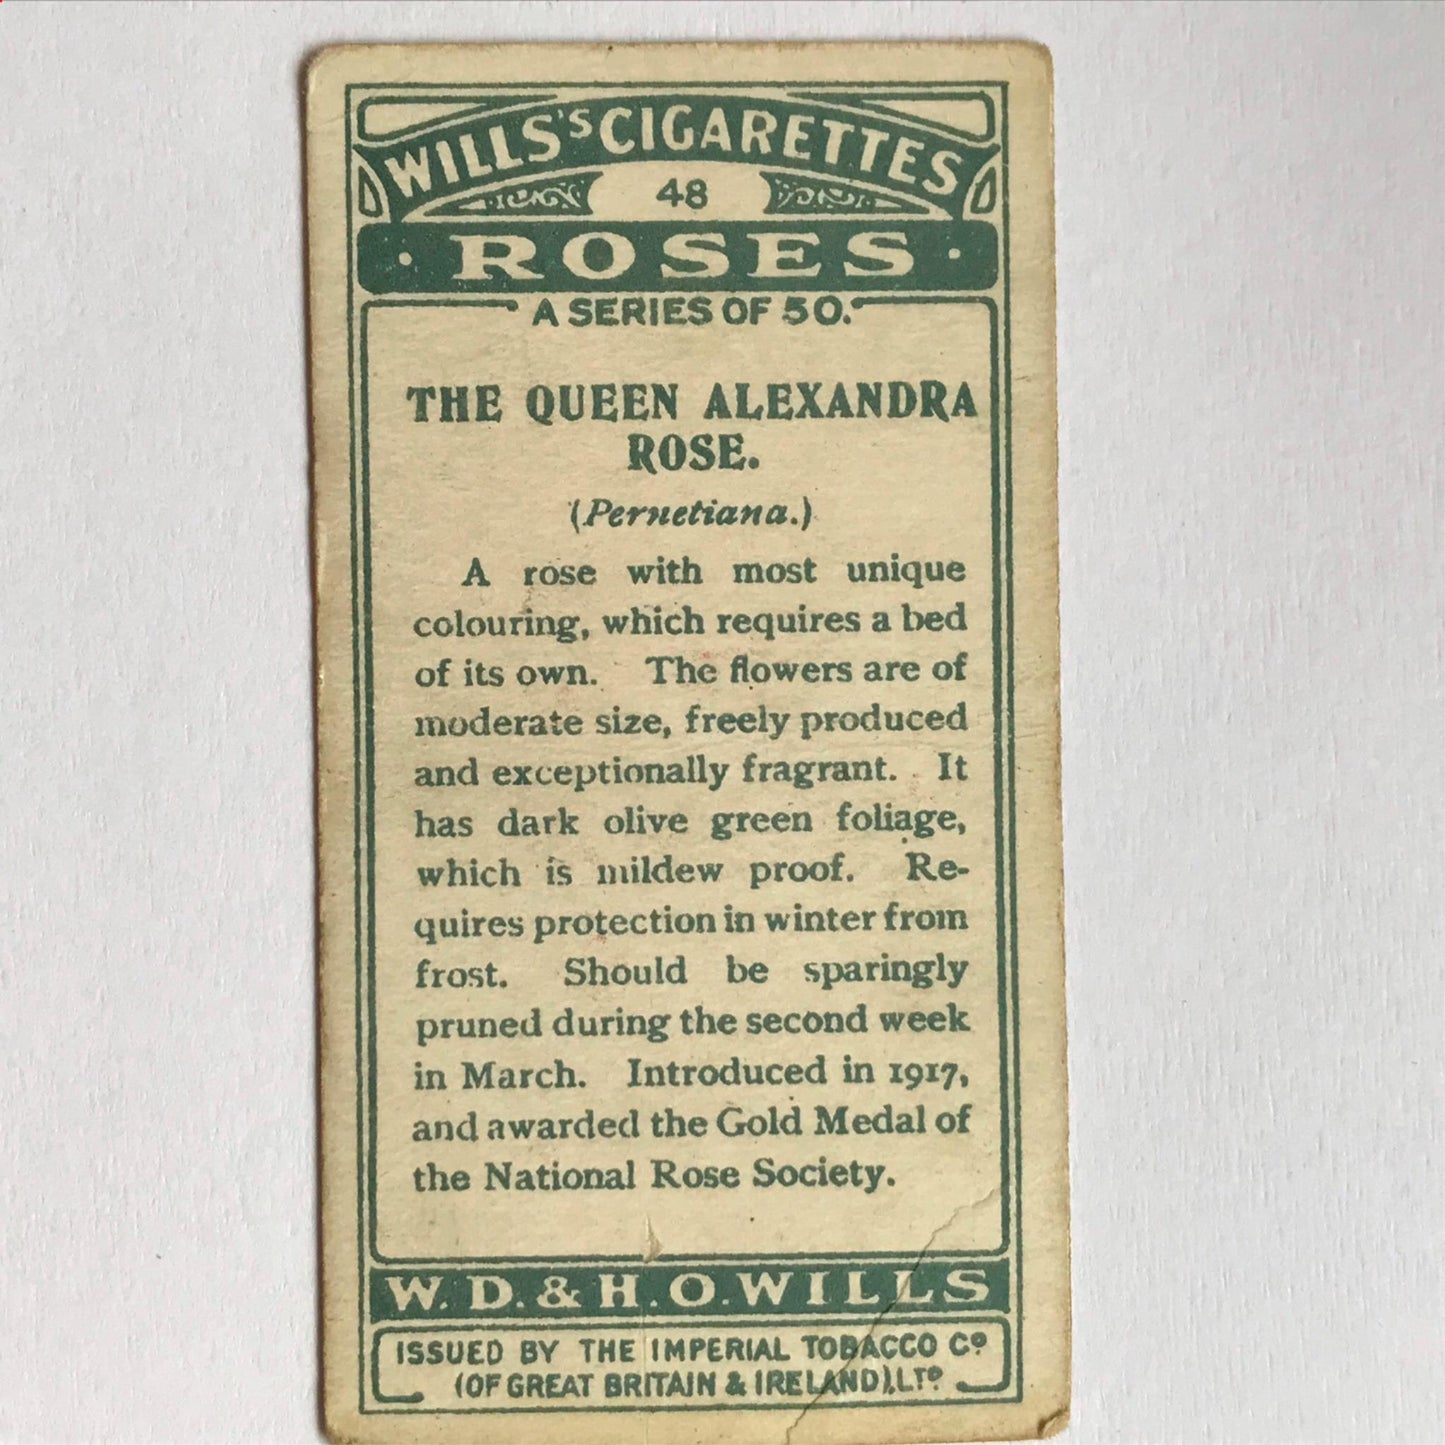 WILLS'S CIGARETTES
48
· ROSES ·
A SERIES OF 50.
THE QUEEN ALEXANDRA
ROSE.
(Pernetiana.)
A rose with most unique
colouring, which requires a bed
of its own. The flowers are of
moderate size, freely produced
and exceptionally fragrant. It
has dark olive green foliage,
which is mildew proof. Re-
quires protection in winter from
frost. Should be sparingly
pruned during the second week
in March. Introduced in 1917,
and awarded the Gold Medal of
the National Rose Society.
W. D. & H. O. WILLS
ISSUED BY THE IMPERIAL TOBACCO Cº
(OF GREAT BRITAIN & IRELAND), LTD.